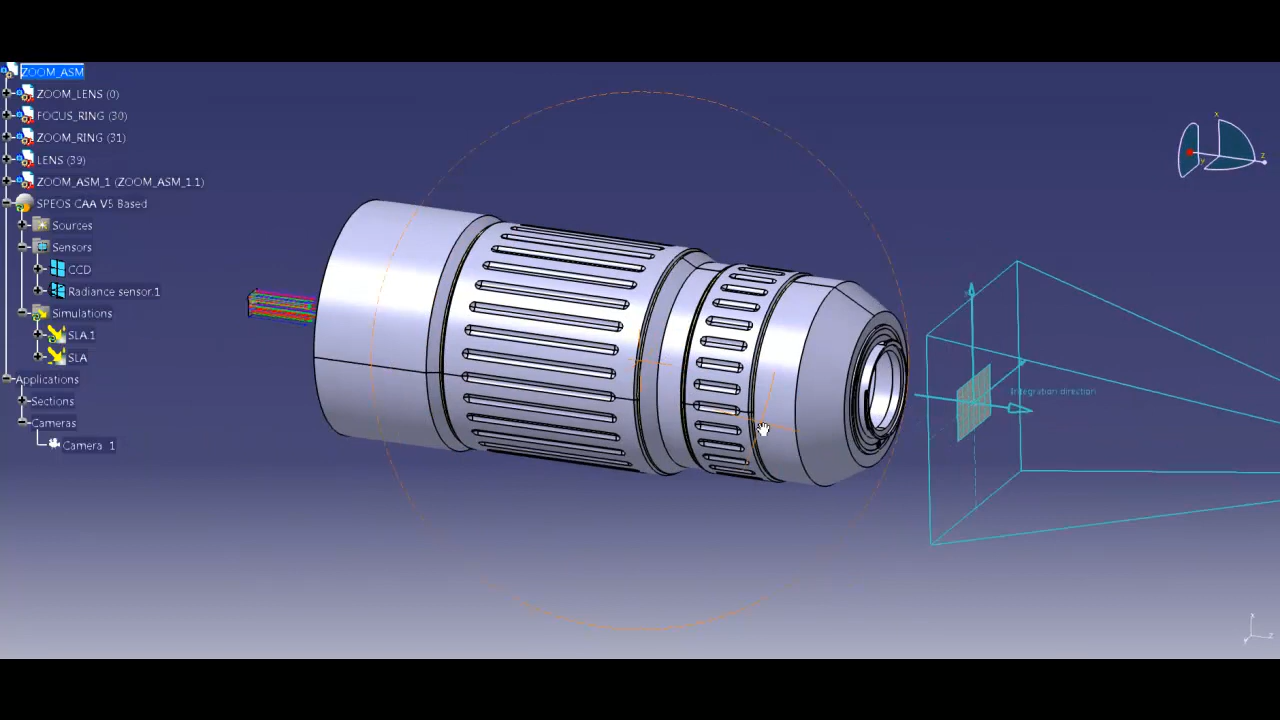 ZOOM_ASM
ZOOM_LENS (0)
FOCUS_RING (30)
ZOOM_RING (31)
LENS (39)
ZOOM_ASM_1 (ZOOM_ASM_1.1)
SPEOS CAA V5 Based
Sources
Sensors
CCD
Radiance sensor.1
Simulations
SLA.1
SLA
Applications
Sections
Cameras
Camera 1
Integration direction
x
y
z
x
y
z